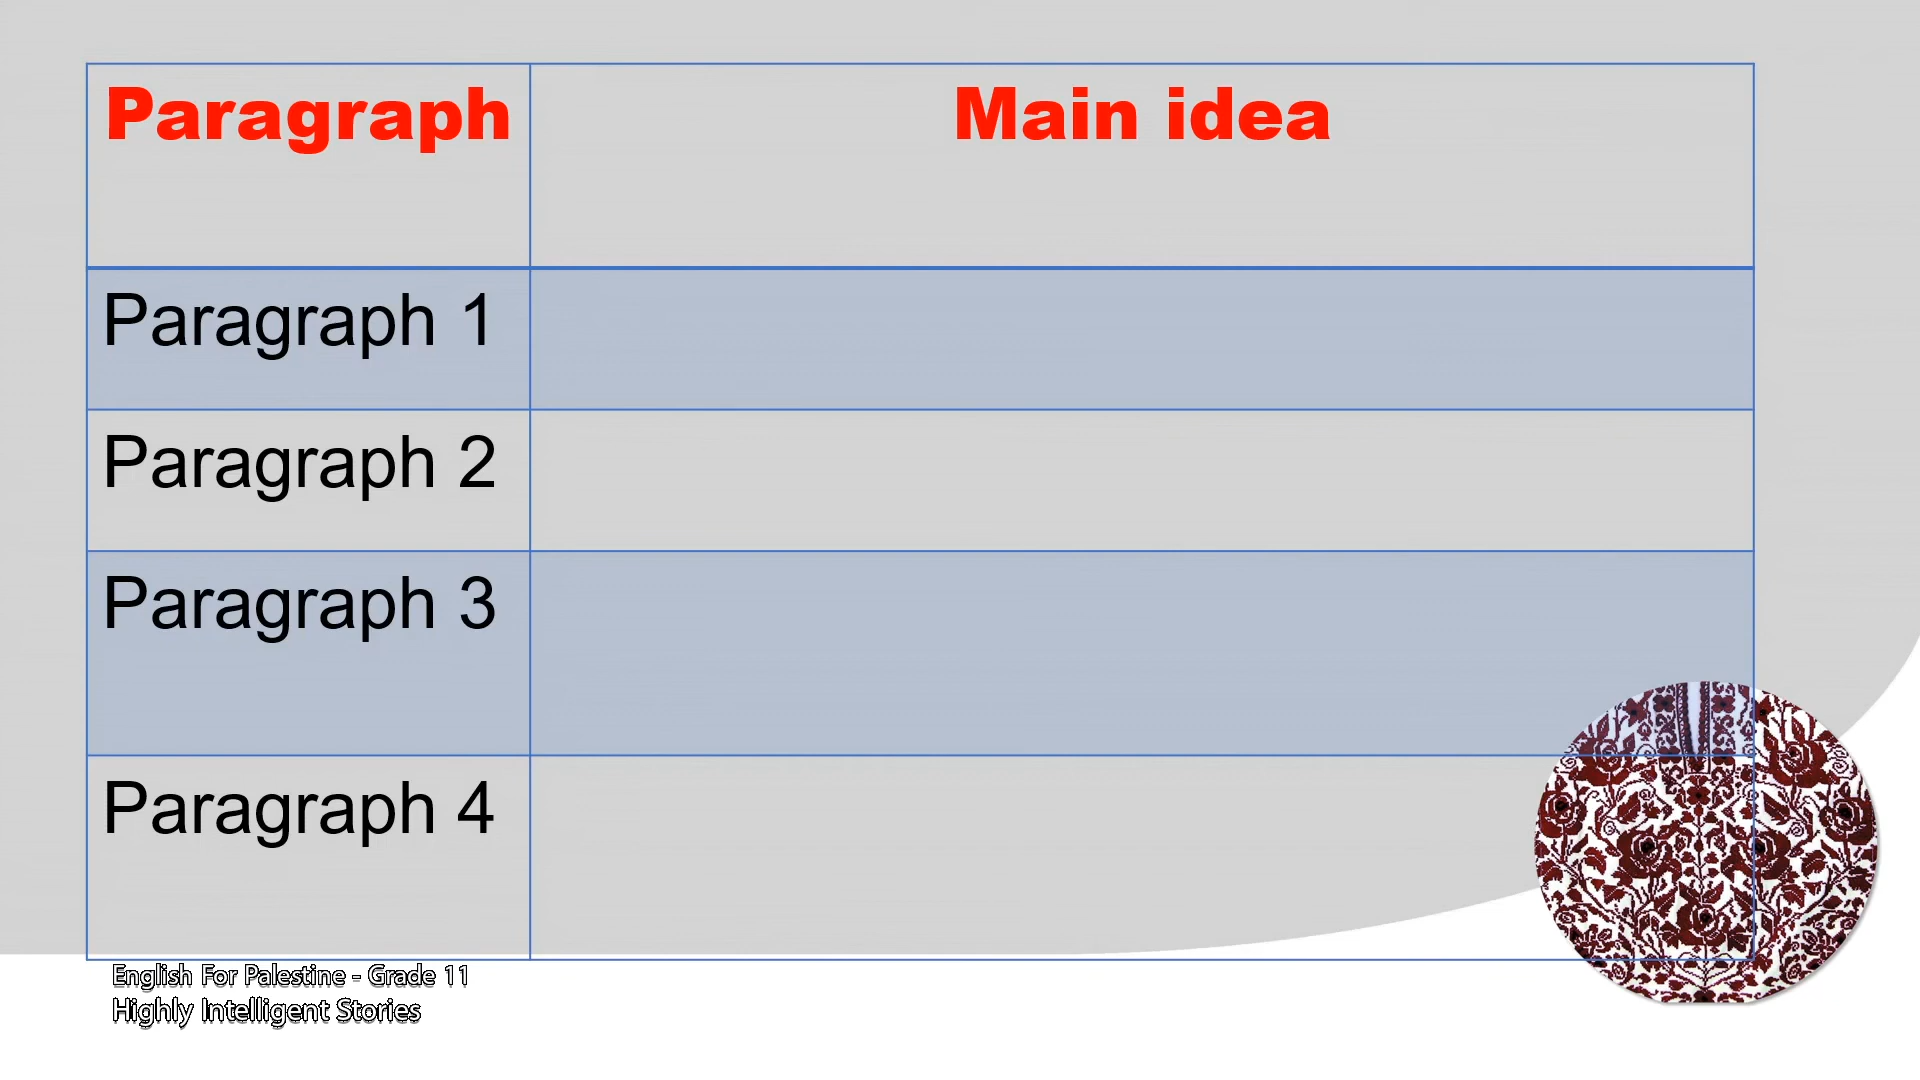 Paragraph Main idea
Paragraph 1
Paragraph 2
Paragraph 3
Paragraph 4
English For Palestine - Grade 11
Highly Intelligent Stories